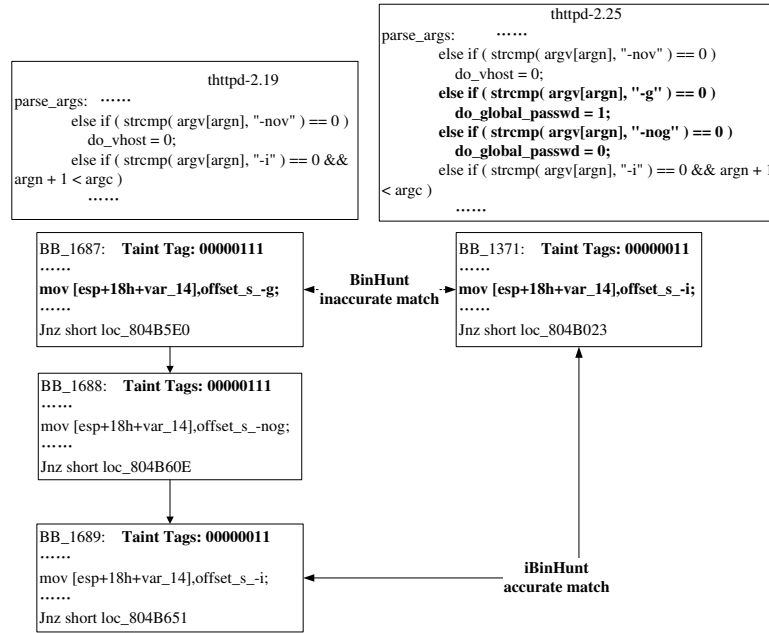 thttpd-2.19
parse_args: ......
else if ( strcmp( argv[argn], "-nov" ) == 0 )
do_vhost = 0;
else if ( strcmp( argv[argn], "-i" ) == 0 &&
argn + 1 < argc )
......
thttpd-2.25
parse_args: ......
else if ( strcmp( argv[argn], "-nov" ) == 0 )
do_vhost = 0;
else if ( strcmp( argv[argn], "-g" ) == 0 )
do_global_passwd = 1;
else if ( strcmp( argv[argn], "-nog" ) == 0 )
do_global_passwd = 0;
else if ( strcmp( argv[argn], "-i" ) == 0 && argn + 1
< argc )
......
BB_1687: Taint Tag: 00000111
......
mov [esp+18h+var_14],offset_s_-g;
......
Jnz short loc_804B5E0
BinHunt
inaccurate match
BB_1371: Taint Tags: 00000011
......
mov [esp+18h+var_14],offset_s_-i;
......
Jnz short loc_804B023
BB_1688: Taint Tags: 00000111
......
mov [esp+18h+var_14],offset_s_-nog;
......
Jnz short loc_804B60E
BB_1689: Taint Tags: 00000011
......
mov [esp+18h+var_14],offset_s_-i;
......
Jnz short loc_804B651
iBinHunt
accurate match